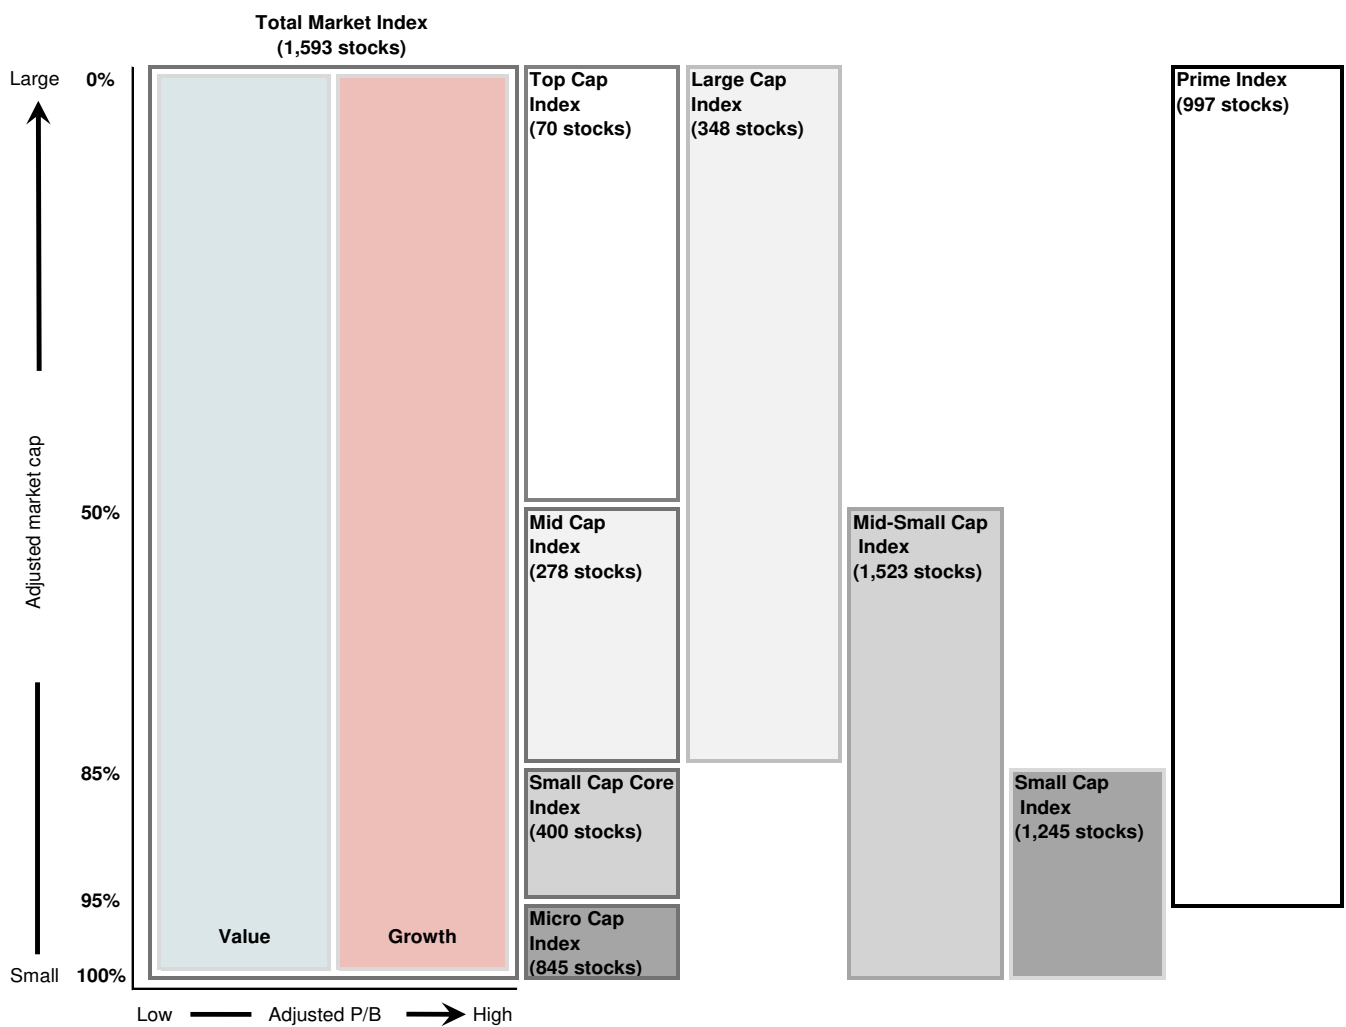 Total Market Index
(1,593 stocks)
Large
0%
Top Cap
Index
(70 stocks)
Large Cap
Index
(348 stocks)
Prime Index
(997 stocks)
Adjusted market cap
50%
Mid Cap
Index
(278 stocks)
Mid-Small Cap
Index
(1,523 stocks)
85%
Small Cap Core
Index
(400 stocks)
Small Cap
Index
(1,245 stocks)
95%
Micro Cap
Index
(845 stocks)
Value
Growth
Small
100%
Low
Adjusted P/B
High